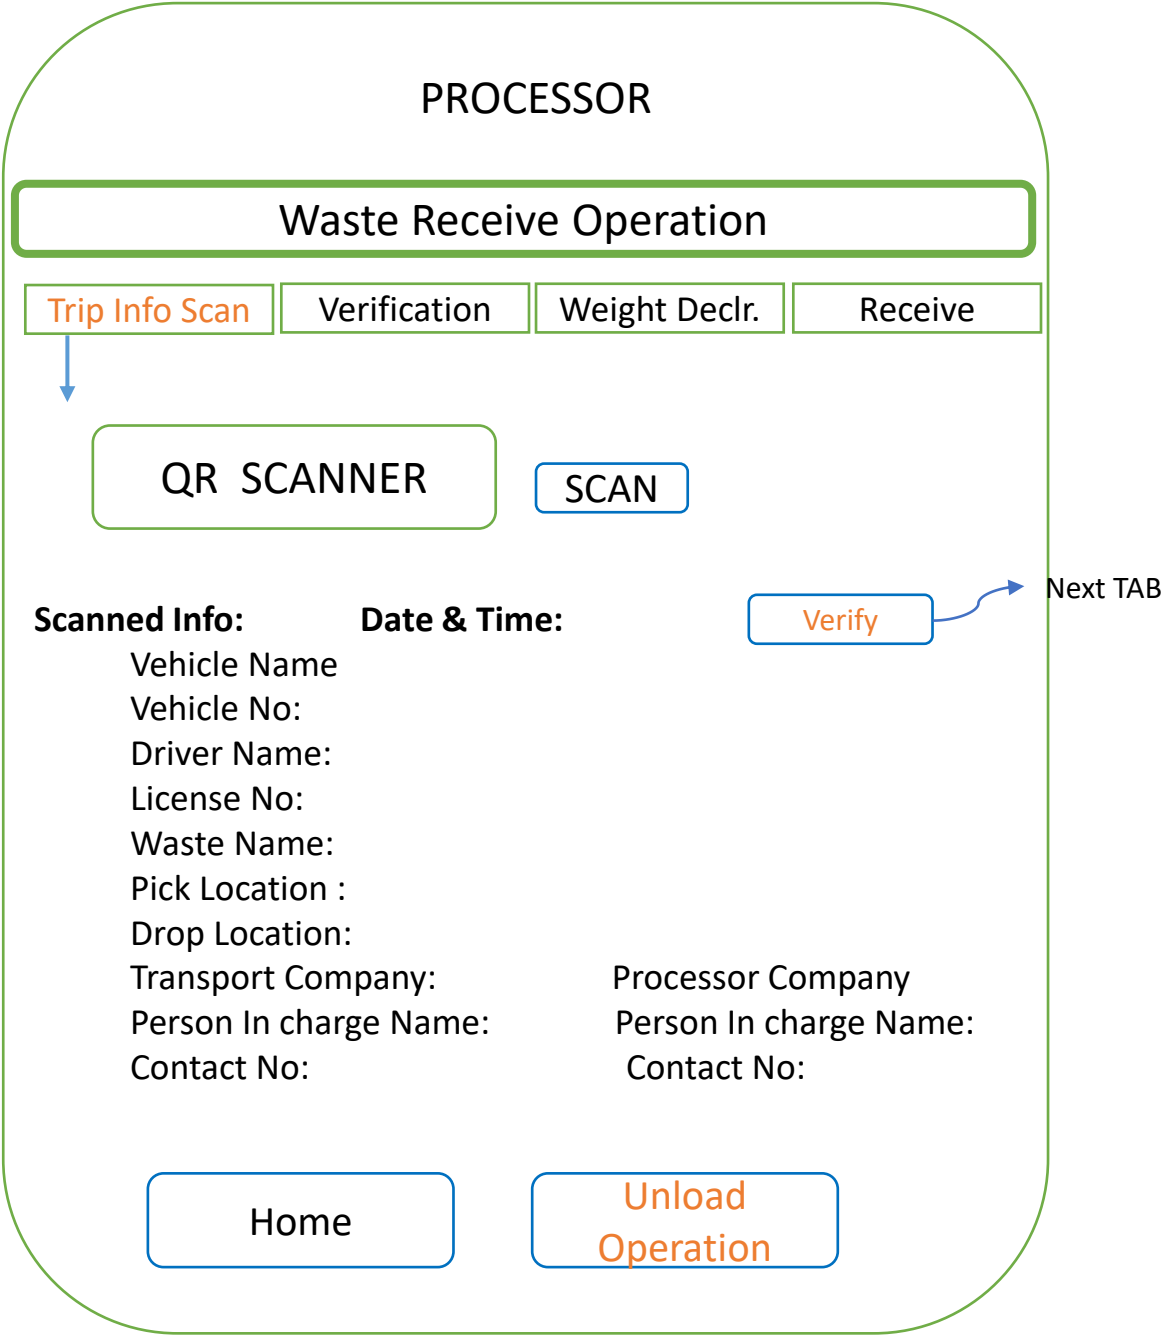 PROCESSOR
Waste Receive Operation
Trip Info Scan Verification Weight Declr. Receive
QR SCANNER SCAN
Next TAB
Scanned Info: Date & Time: Verify
Vehicle Name
Vehicle No:
Driver Name:
License No:
Waste Name:
Pick Location :
Drop Location:
Transport Company: Processor Company
Person In charge Name: Person In charge Name:
Contact No: Contact No:
Home
Unload
Operation